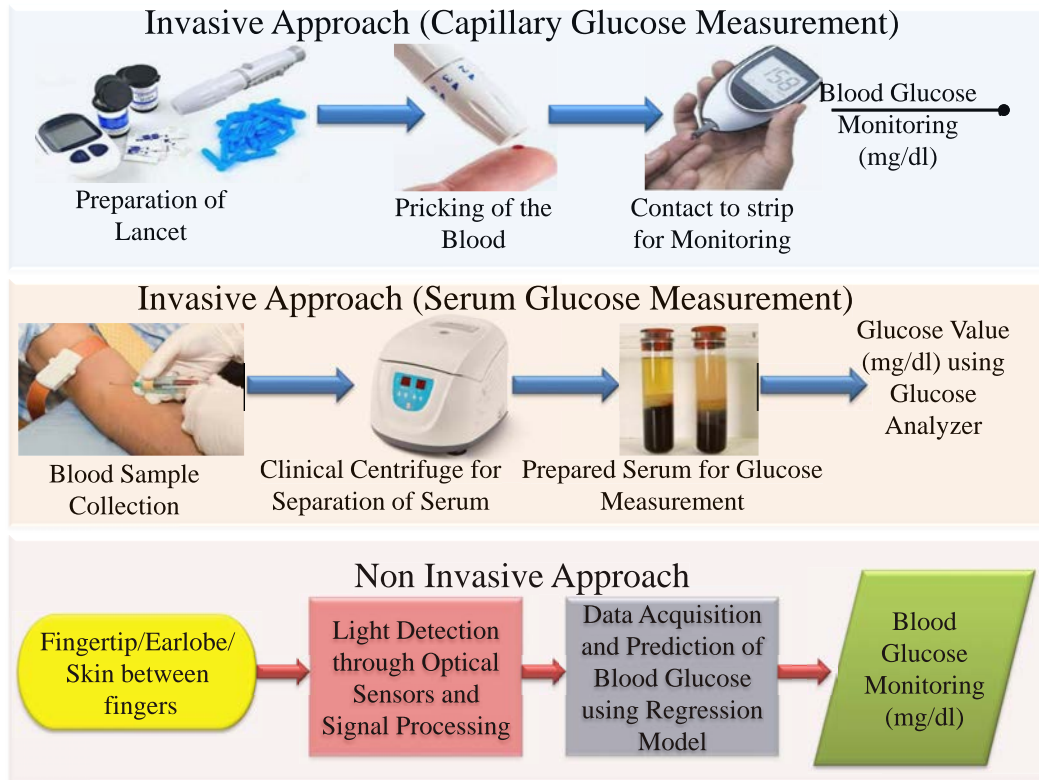 Invasive Approach (Capillary Glucose Measurement)
158
Blood Glucose
Monitoring
(mg/dl)
Preparation of
Lancet
Pricking of the
Blood
Contact to strip
for Monitoring
Invasive Approach (Serum Glucose Measurement)
Glucose Value
(mg/dl) using
Glucose
Analyzer
Blood Sample
Collection
Clinical Centrifuge for
Separation of Serum
Prepared Serum for Glucose
Measurement
Non Invasive Approach
Fingertip/Earlobe/
Skin between
fingers
Light Detection
through Optical
Sensors and
Signal Processing
Data Acquisition
and Prediction of
Blood Glucose
using Regression
Model
Blood
Glucose
Monitoring
(mg/dl)